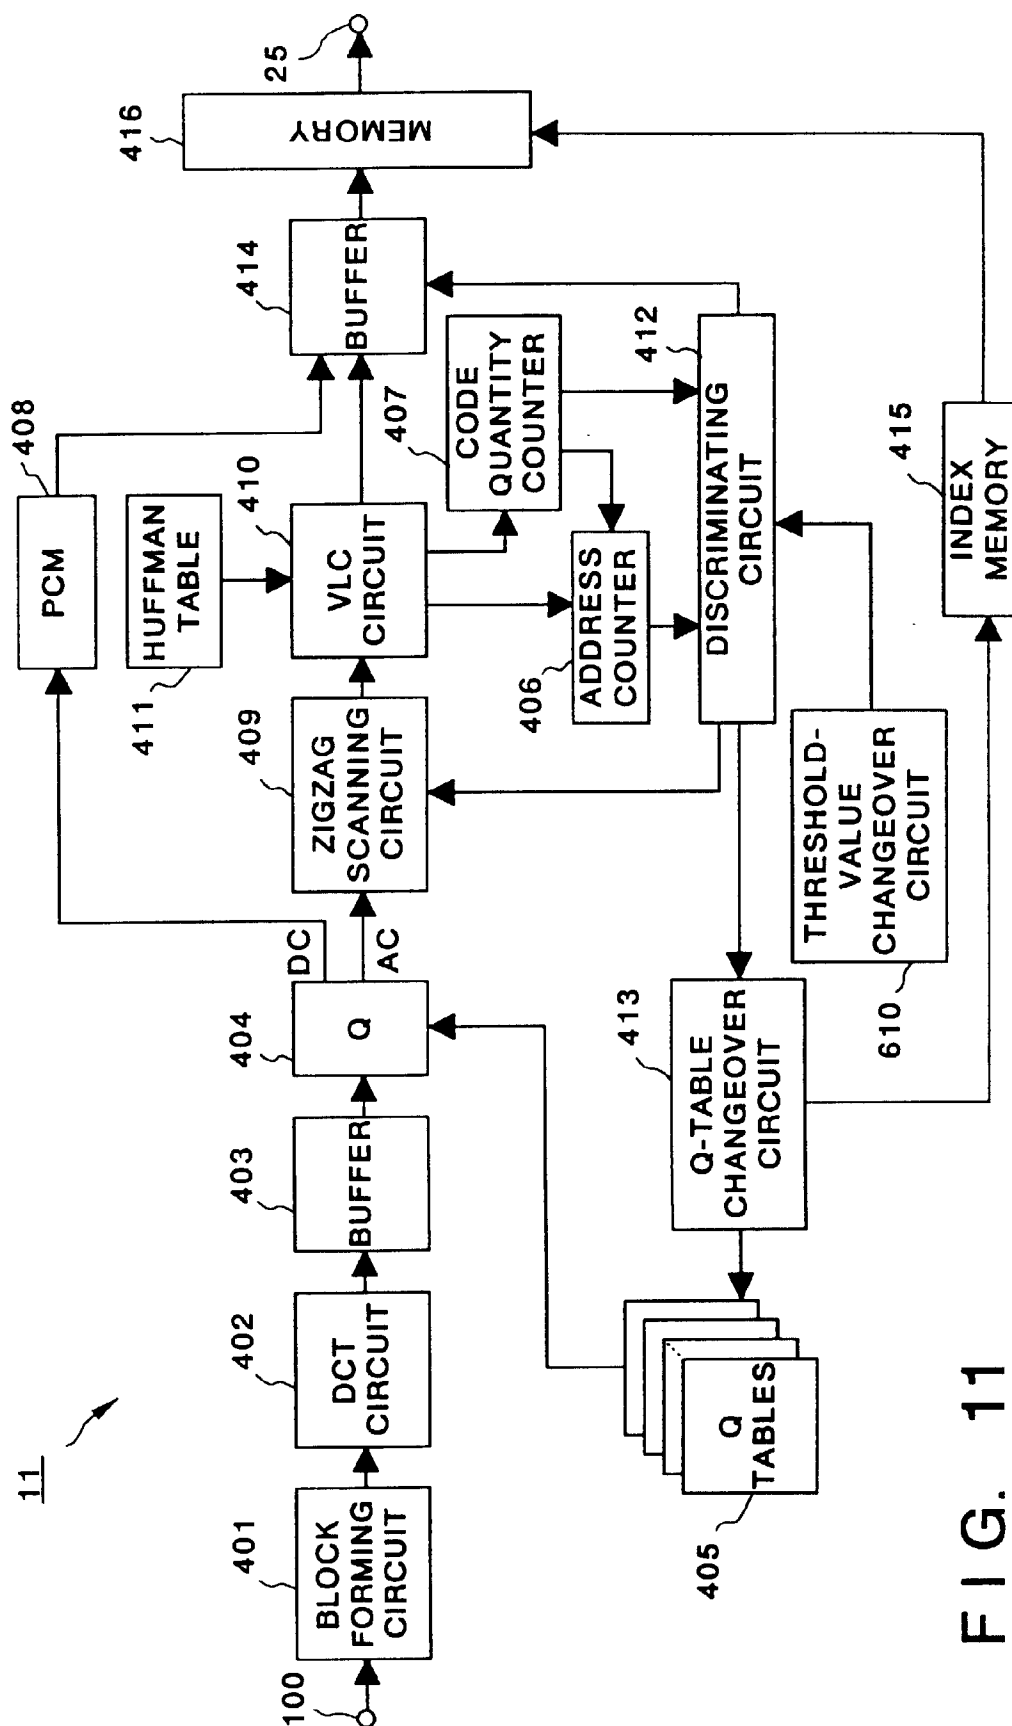 11
100
401
BLOCK
FORMING
CIRCUIT
402
DCT
CIRCUIT
403
BUFFER
404
Q
DC
AC
409
ZIGZAG
SCANNING
CIRCUIT
408
PCM
411
HUFFMAN
TABLE
410
VLC
CIRCUIT
414
BUFFER
416
MEMORY
25
407
CODE
QUANTITY
COUNTER
406
ADDRESS
COUNTER
412
DISCRIMINATING
CIRCUIT
405
Q
TABLES
413
Q-TABLE
CHANGEOVER
CIRCUIT
610
THRESHOLD-
VALUE
CHANGEOVER
CIRCUIT
415
INDEX
MEMORY
FIG. 11